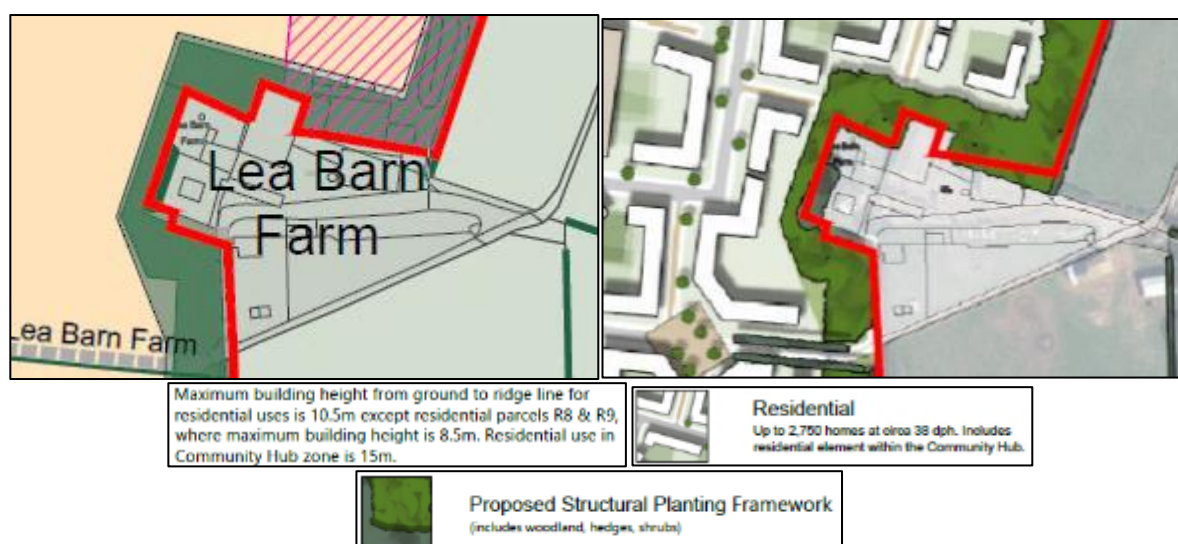 Lea Barn
Farm
Lea Barn
Farm
Lea Barn Farm
Maximum building height from ground to ridge line for
residential uses is 10.5m except residential parcels R8 & R9,
where maximum building height is 8.5m. Residential use in
Community Hub zone is 15m.
Residential
Up to 2,750 homes at circa 38 dph. Includes
residential element within the Community Hub.
Proposed Structural Planting Framework
(includes woodland, hedges, shrubs)